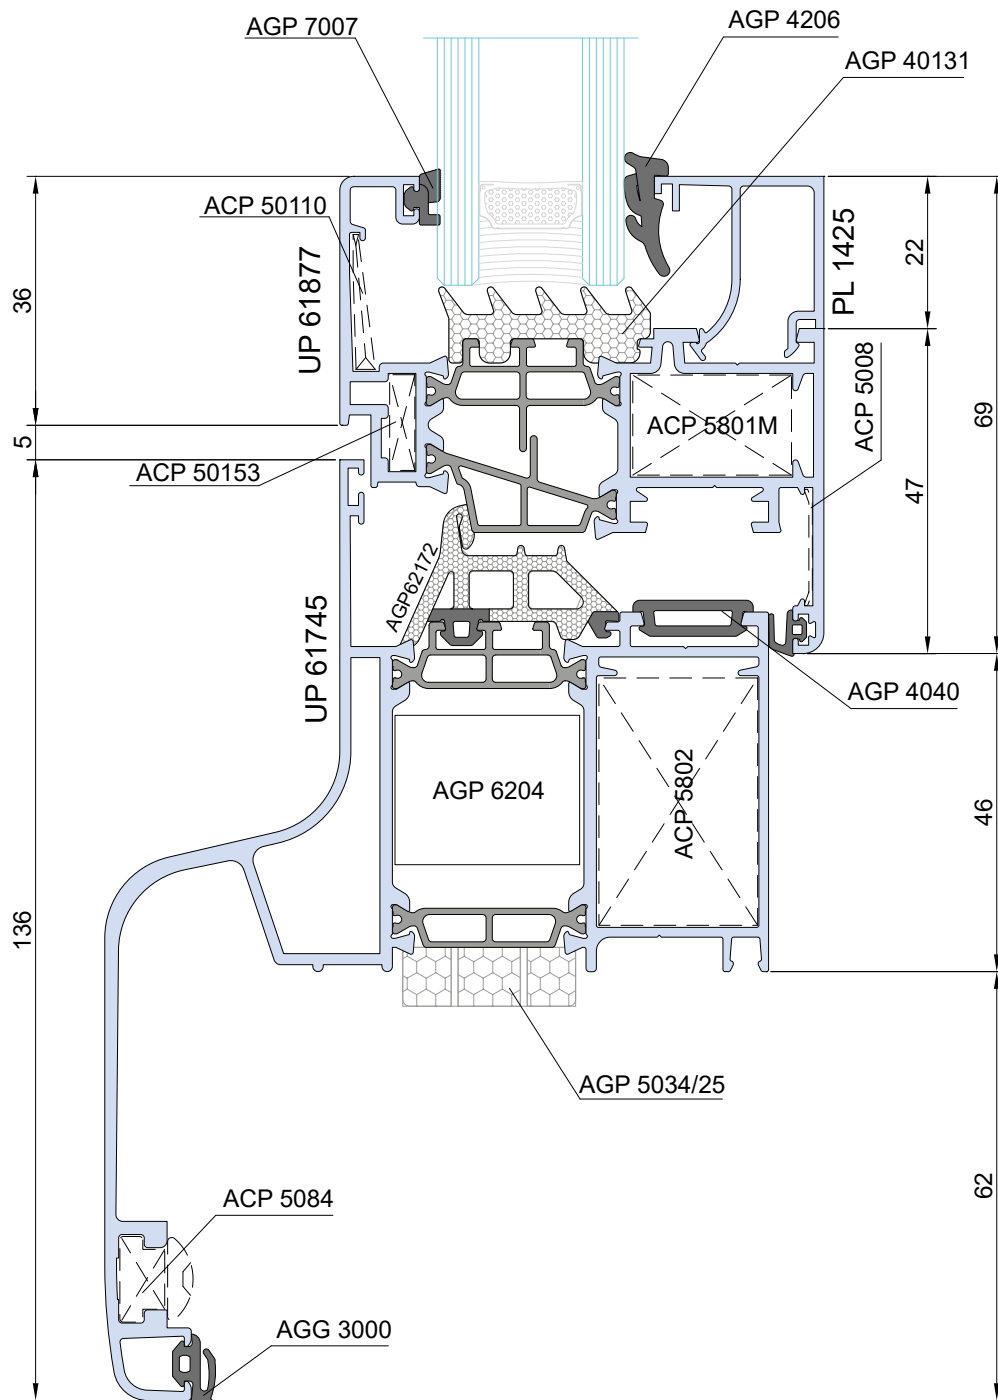 AGP 7007
AGP 4206
AGP 40131
ACP 50110
UP 61877
PL 1425
22
36
ACP 5008
69
ACP 5801M
5
ACP 50153
47
AGP62172
UP 61745
AGP 4040
AGP 6204
ACP 5802
46
136
AGP 5034/25
62
ACP 5084
AGG 3000